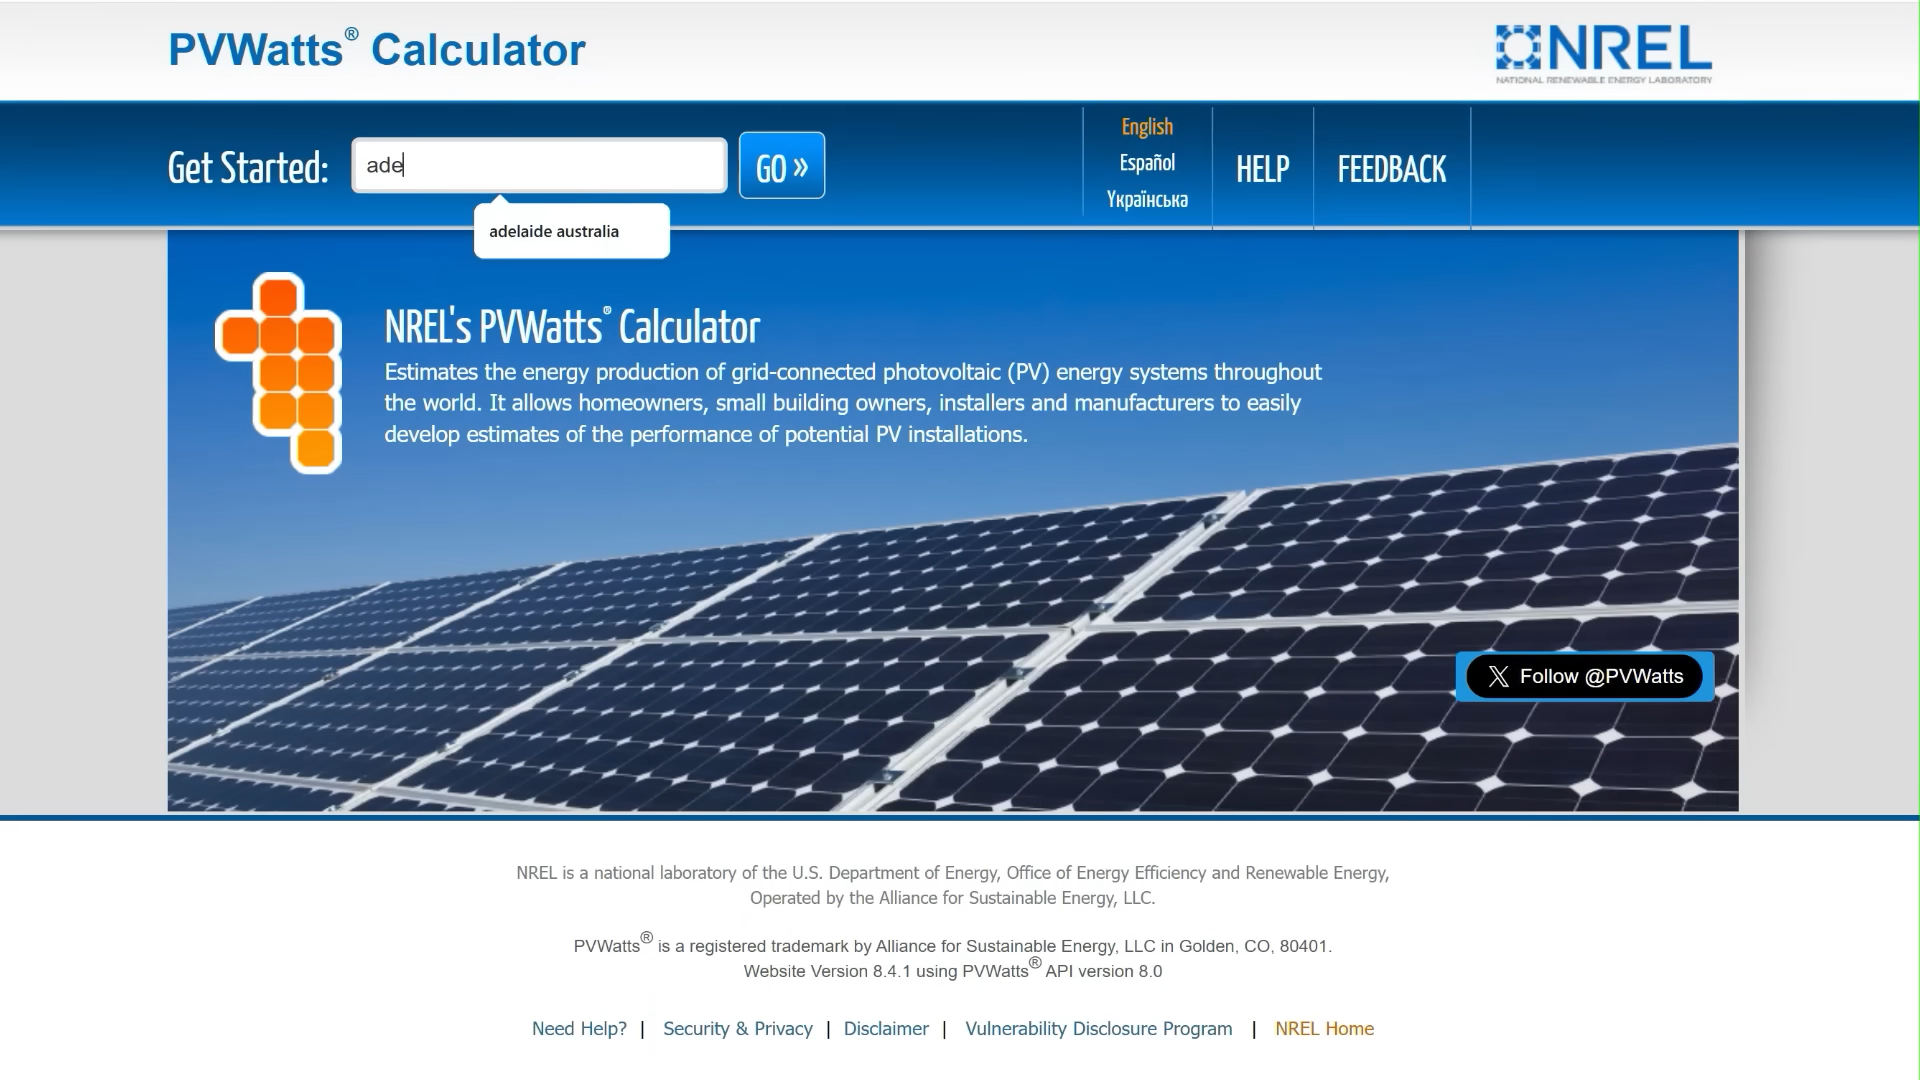 PVWatts® Calculator
NREL
NATIONAL RENEWABLE ENERGY LABORATORY
Get Started:
ade
GO »
English
Español
Українська
HELP
FEEDBACK
adelaide australia
NREL's PVWatts® Calculator
Estimates the energy production of grid-connected photovoltaic (PV) energy systems throughout
the world. It allows homeowners, small building owners, installers and manufacturers to easily
develop estimates of the performance of potential PV installations.
X Follow @PVWatts
NREL is a national laboratory of the U.S. Department of Energy, Office of Energy Efficiency and Renewable Energy,
Operated by the Alliance for Sustainable Energy, LLC.
PVWatts® is a registered trademark by Alliance for Sustainable Energy, LLC in Golden, CO, 80401.
Website Version 8.4.1 using PVWatts® API version 8.0
Need Help? | Security & Privacy | Disclaimer | Vulnerability Disclosure Program | NREL Home